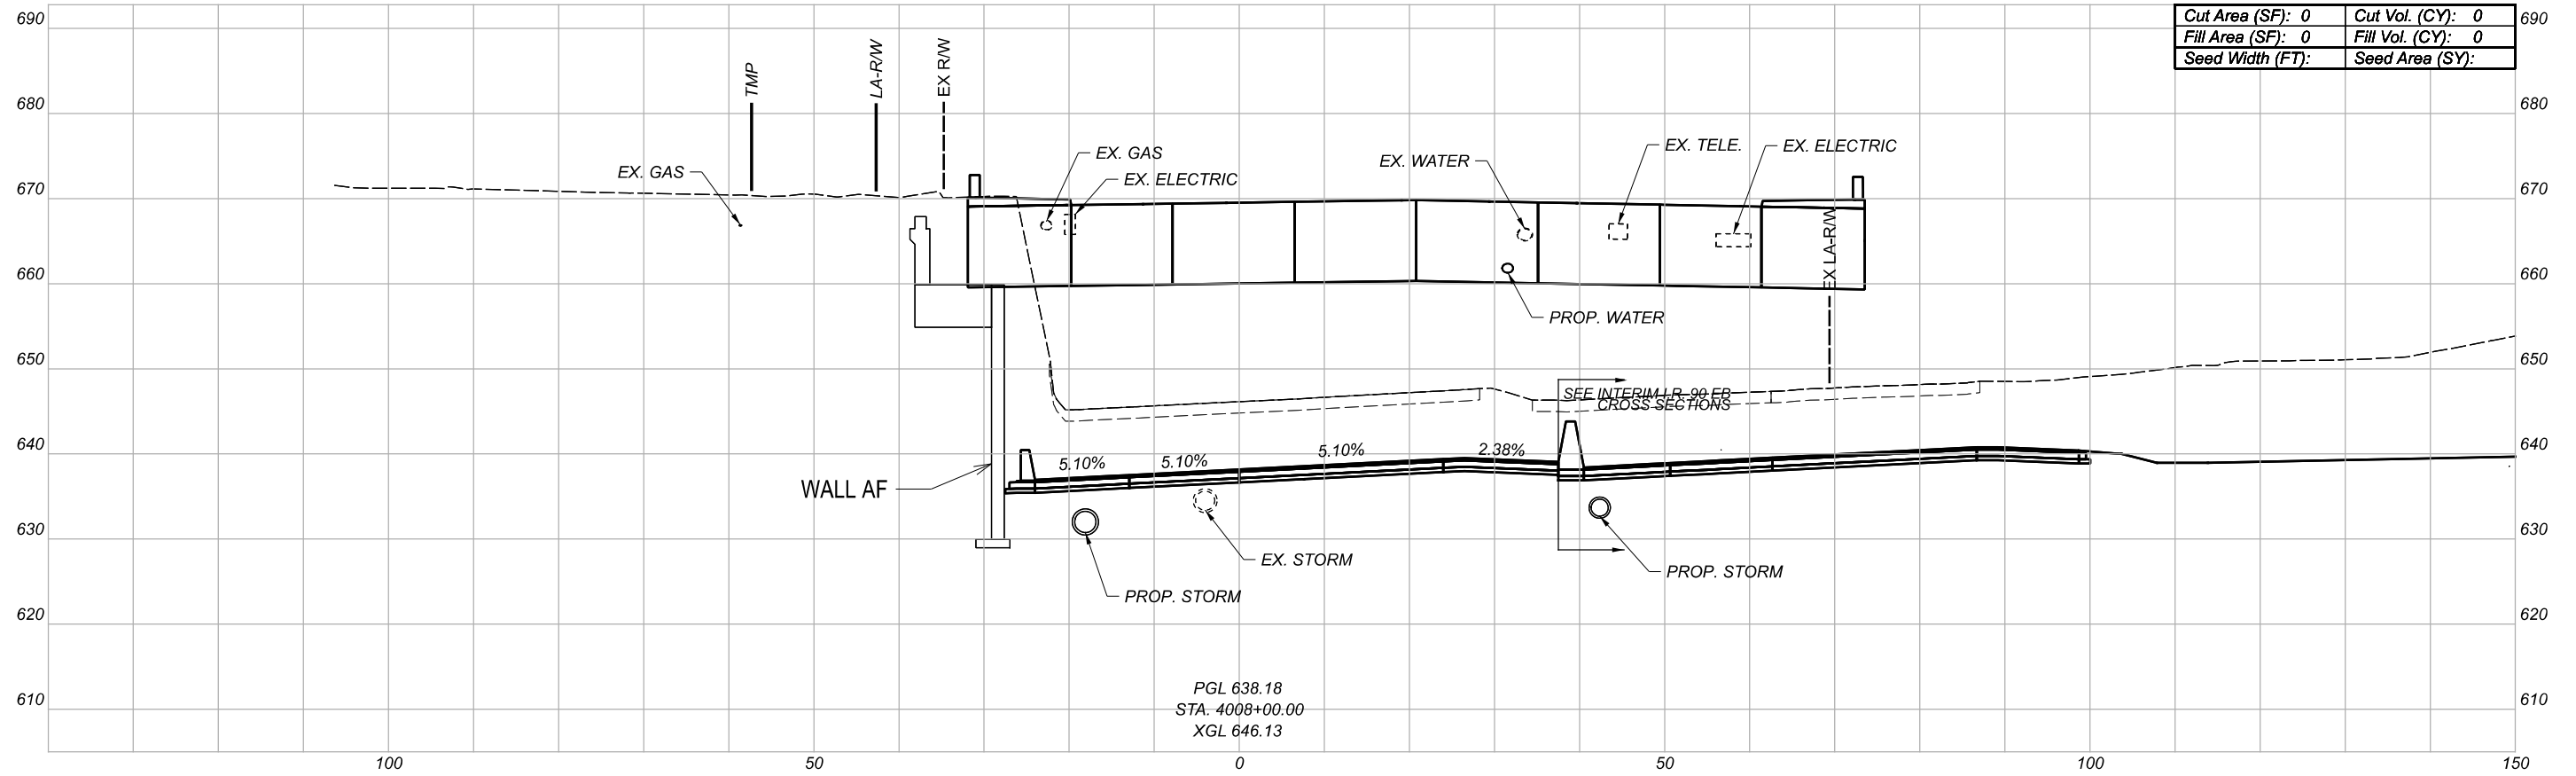 690
690
Cut Area (SF): 0
Cut Vol. (CY): 0
Fill Area (SF): 0
Fill Vol. (CY): 0
Seed Width (FT):
Seed Area (SY):
TMP
LA-R/W
EX R/W
680
680
EX. GAS
EX. GAS
EX. ELECTRIC
EX. WATER
EX. TELE.
EX. ELECTRIC
670
670
EX LA-R/W
660
660
PROP. WATER
650
650
SEE INTERIM I.R. 90 EB
CROSS SECTIONS
640
640
5.10%
5.10%
5.10%
2.38%
WALL AF
630
630
EX. STORM
PROP. STORM
PROP. STORM
620
620
610
610
PGL 638.18
STA. 4008+00.00
XGL 646.13
100
50
0
50
100
150